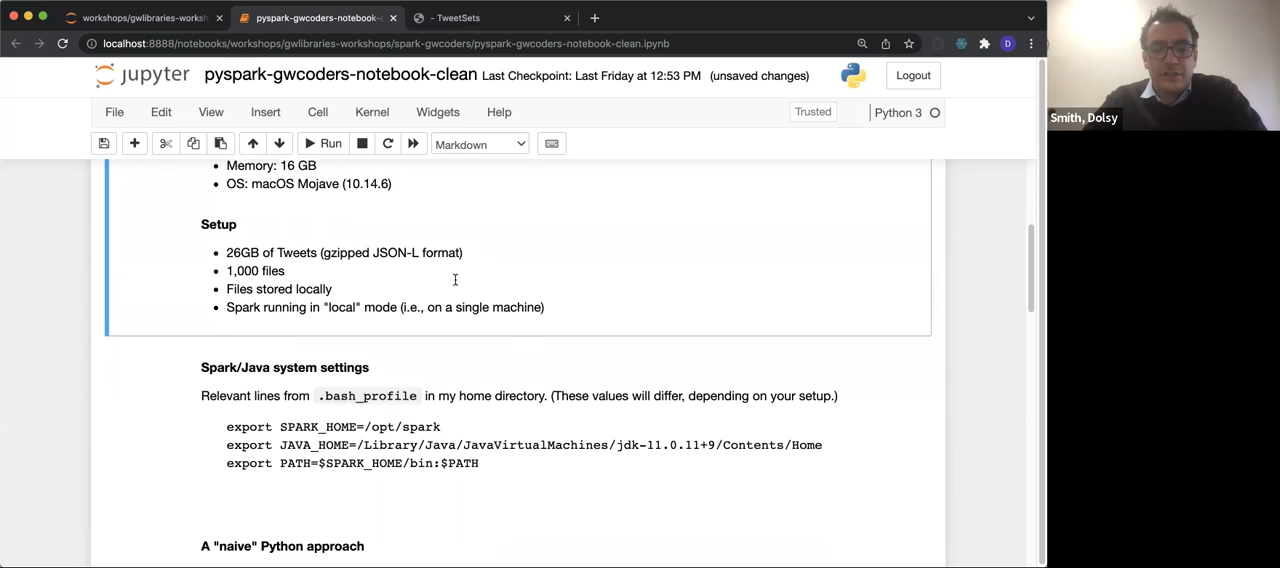 workshops/gwlibraries-worksh
pyspark-gwcoders-notebook-
- TweetSets
localhost:8888/notebooks/workshops/gwlibraries-workshops/spark-gwcoders/pyspark-gwcoders-notebook-clean.ipynb
D
jupyter pyspark-gwcoders-notebook-clean Last Checkpoint: Last Friday at 12:53 PM (unsaved changes)
Logout
File Edit View Insert Cell Kernel Widgets Help
Trusted
Python 3
Run
Markdown
Smith, Dolsy
• Memory: 16 GB
• OS: macOS Mojave (10.14.6)
Setup
• 26GB of Tweets (gzipped JSON-L format)
• 1,000 files
• Files stored locally
• Spark running in "local" mode (i.e., on a single machine)
Spark/Java system settings
Relevant lines from .bash_profile in my home directory. (These values will differ, depending on your setup.)
export SPARK_HOME=/opt/spark
export JAVA_HOME=/Library/Java/JavaVirtualMachines/jdk-11.0.11+9/Contents/Home
export PATH=$SPARK_HOME/bin:$PATH
A "naive" Python approach